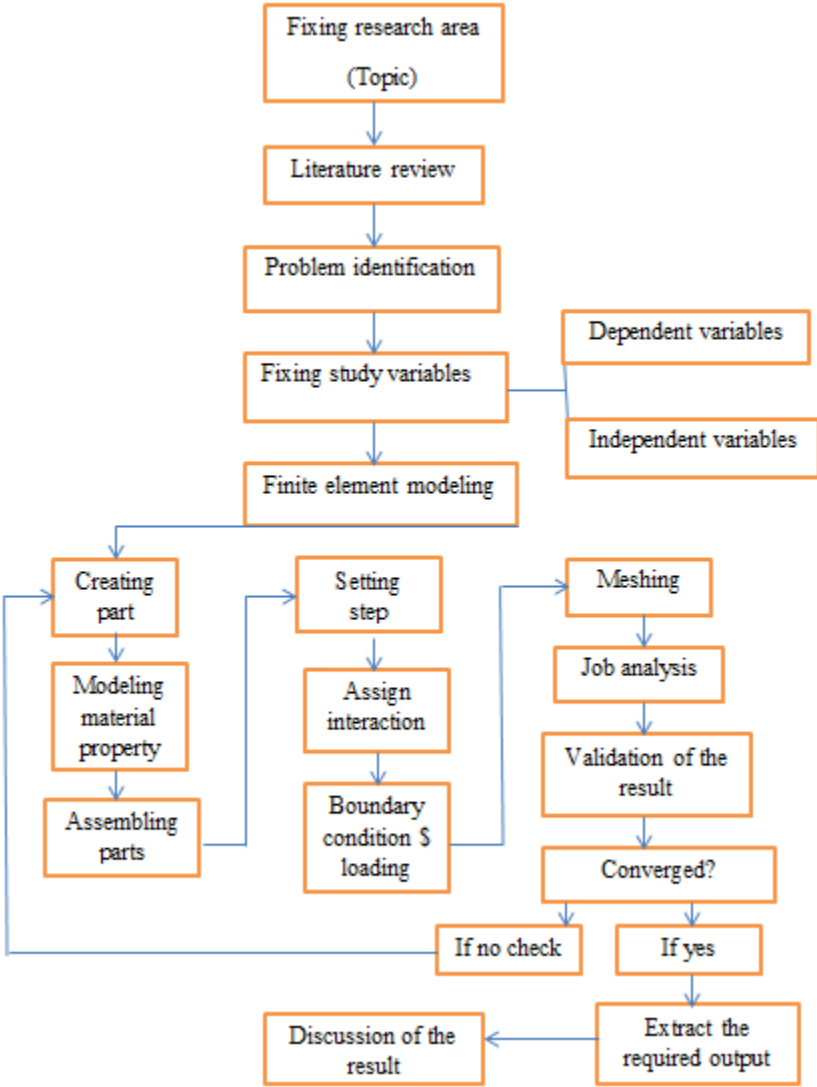 Fixing research area
(Topic)
Literature review
Problem identification
Fixing study variables
Dependent variables
Independent variables
Finite element modeling
Creating
part
Modeling
material
property
Assembling
parts
Setting
step
Assign
interaction
Boundary
condition $
loading
Meshing
Job analysis
Validation of the
result
Converged?
If no check
If yes
Extract the
required output
Discussion of the
result